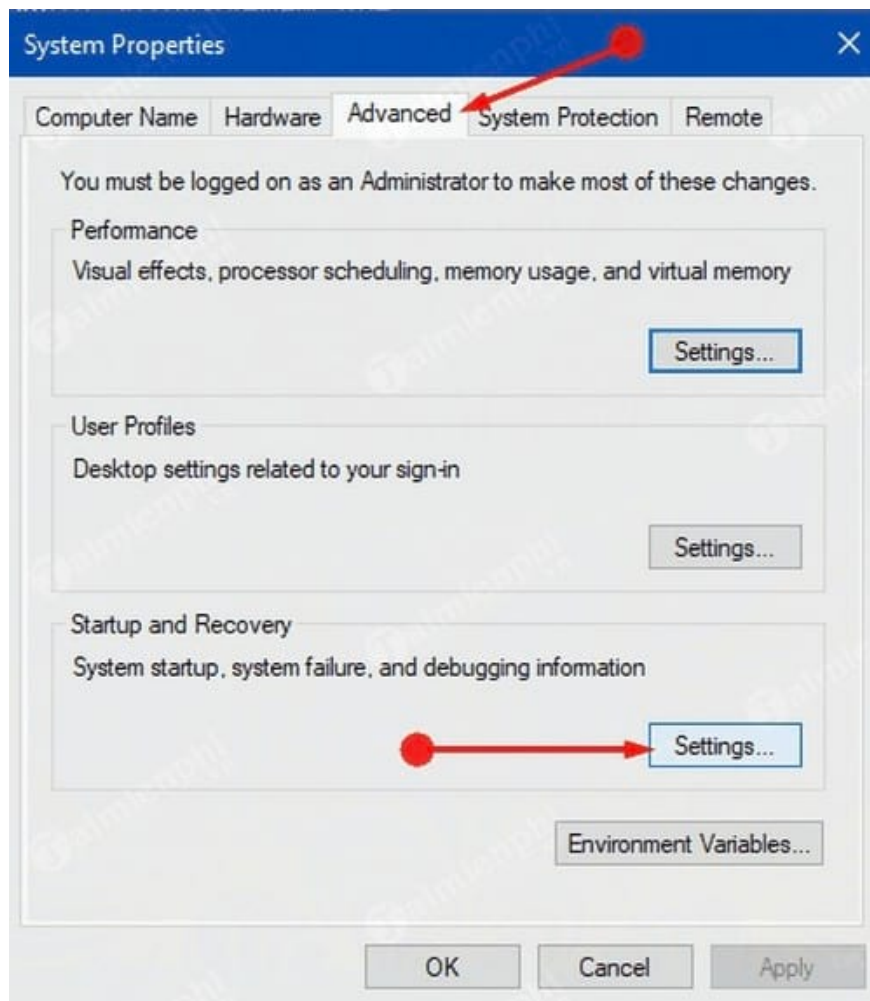 System Properties
Computer Name Hardware Advanced System Protection Remote
You must be logged on as an Administrator to make most of these changes.
Performance
Visual effects, processor scheduling, memory usage, and virtual memory
Settings...
User Profiles
Desktop settings related to your sign-in
Settings...
Startup and Recovery
System startup, system failure, and debugging information
Settings...
Environment Variables...
OK Cancel Apply